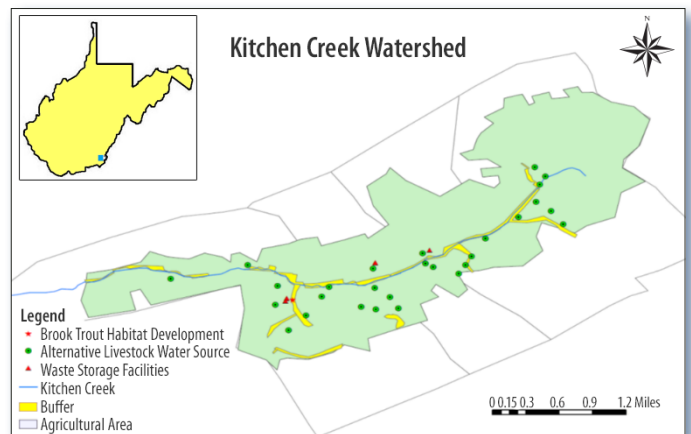 Kitchen Creek Watershed
N
Legend
Brook Trout Habitat Development
Alternative Livestock Water Source
Waste Storage Facilities
Kitchen Creek
Buffer
Agricultural Area
0 0.15 0.3 0.6 0.9 1.2 Miles